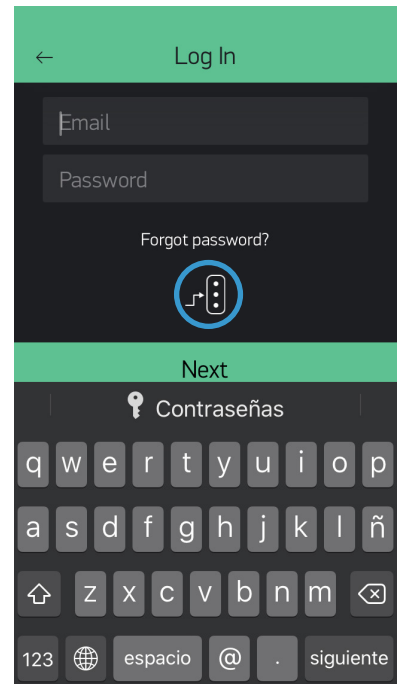 ← Log In
Email
Password
Forgot password?
Next
Contraseñas
q w e r t y u i o p
a s d f g h j k l ñ
z x c v b n m
123 espacio @ . siguiente